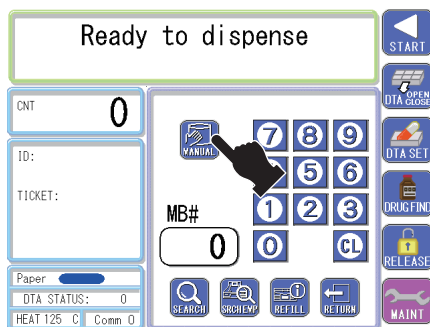 Ready to dispense
START
DTA OPEN CLOSE
CNT 0
ID:
TICKET:
MANUAL
7 8 9
5 6
1 2 3
0 CL
MB#
0
DTA SET
DRUG FIND
RELEASE
Paper
DTA STATUS: 0
HEAT 125 C Comm 0
SEARCH
SRCHEMP
REFILL
RETURN
MAINT